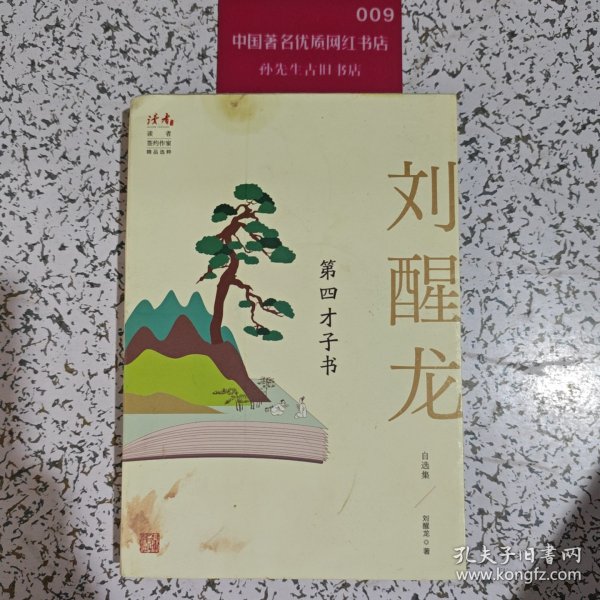 009
中国著名优质网红书店
孙先生古旧书店
读者
读者
签约作家
精品选粹
刘醒龙
第四才子书
自选集
刘醒龙◎著
孔夫子旧书网
www.kongfz.com